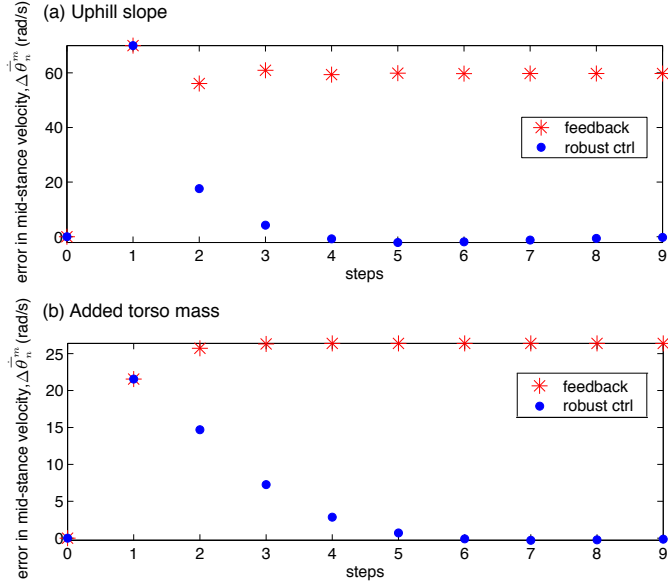 (a) Uphill slope
error in mid-stance velocity, Δθ̇̅ₙᵐ (rad/s)
60
40
20
0
feedback
robust ctrl
0 1 2 3 4 5 6 7 8 9
steps
(b) Added torso mass
error in mid-stance velocity, Δθ̇̅ₙᵐ (rad/s)
25
20
15
10
5
0
feedback
robust ctrl
0 1 2 3 4 5 6 7 8 9
steps